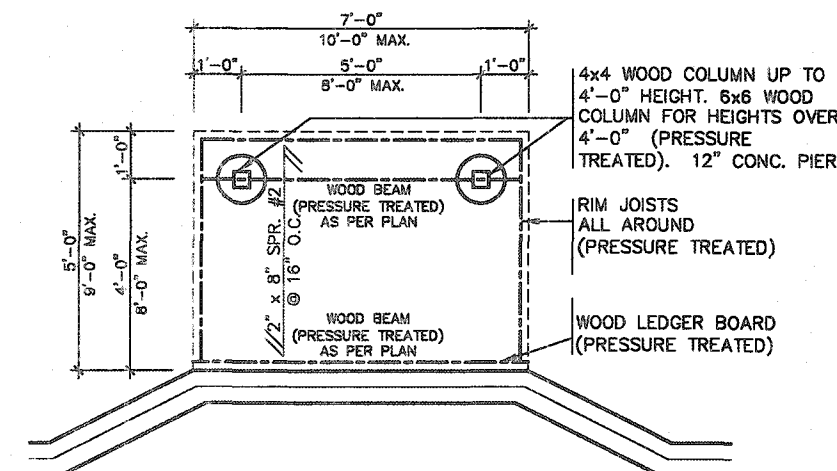 7'-0"
10'-0" MAX.
1'-0"
5'-0"
1'-0"
8'-0" MAX.
4x4 WOOD COLUMN UP TO
4'-0" HEIGHT. 6x6 WOOD
COLUMN FOR HEIGHTS OVER
4'-0" (PRESSURE
TREATED). 12" CONC. PIER
1'-0"
5'-0"
9'-0" MAX.
4'-0"
8'-0" MAX.
WOOD BEAM
(PRESSURE TREATED)
AS PER PLAN
2" x 8" SPR. #2
@ 16" O.C.
RIM JOISTS
ALL AROUND
(PRESSURE TREATED)
WOOD BEAM
(PRESSURE TREATED)
AS PER PLAN
WOOD LEDGER BOARD
(PRESSURE TREATED)